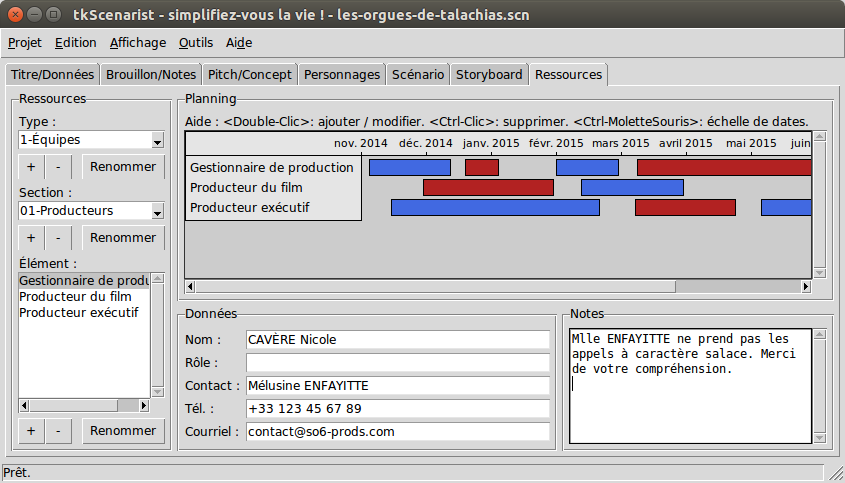 tkScenarist - simplifiez-vous la vie ! - les-orgues-de-talachias.scn
Projet Edition Affichage Outils Aide
Titre/Données Brouillon/Notes Pitch/Concept Personnages Scénario Storyboard Ressources
Ressources
Type :
1-Équipes
+ - Renommer
Section :
01-Producteurs
+ - Renommer
Élément :
Gestionnaire de produ
Producteur du film
Producteur exécutif
+ - Renommer
Planning
Aide : <Double-Clic>: ajouter / modifier. <Ctrl-Clic>: supprimer. <Ctrl-MoletteSouris>: échelle de dates.
nov. 2014 déc. 2014 janv. 2015 févr. 2015 mars 2015 avril 2015 mai 2015 juin
Gestionnaire de production
Producteur du film
Producteur exécutif
Données
Nom : CAVÈRE Nicole
Rôle :
Contact : Mélusine ENFAYITTE
Tél. : +33 123 45 67 89
Courriel : contact@so6-prods.com
Notes
Mlle ENFAYITTE ne prend pas les
appels à caractère salace. Merci
de votre compréhension.
Prêt.